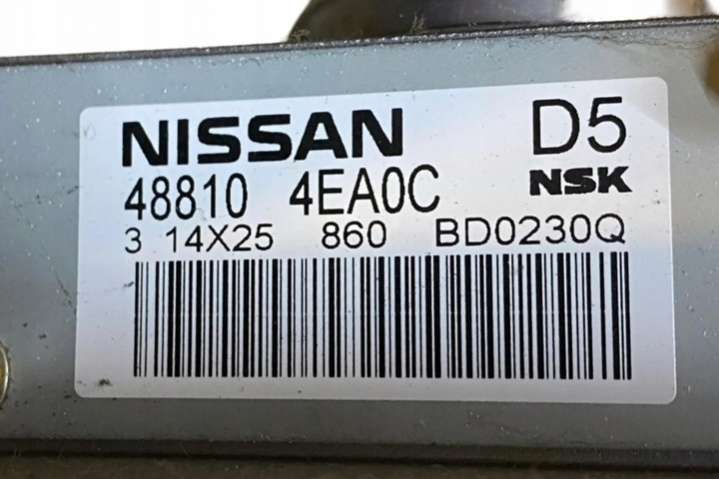 NISSAN D5
48810 4EA0C NSK
3 14X25 860 BD0230Q